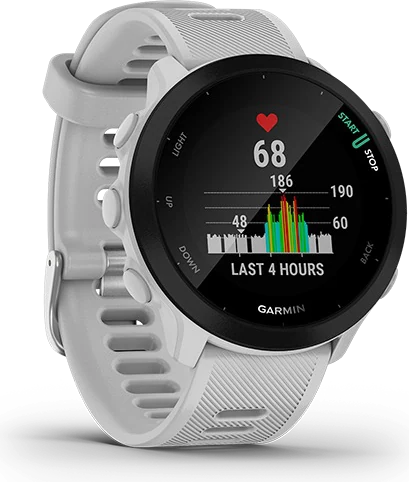 START
STOP
LIGHT
68
186
190
UP
48
60
DOWN
BACK
LAST 4 HOURS
GARMIN